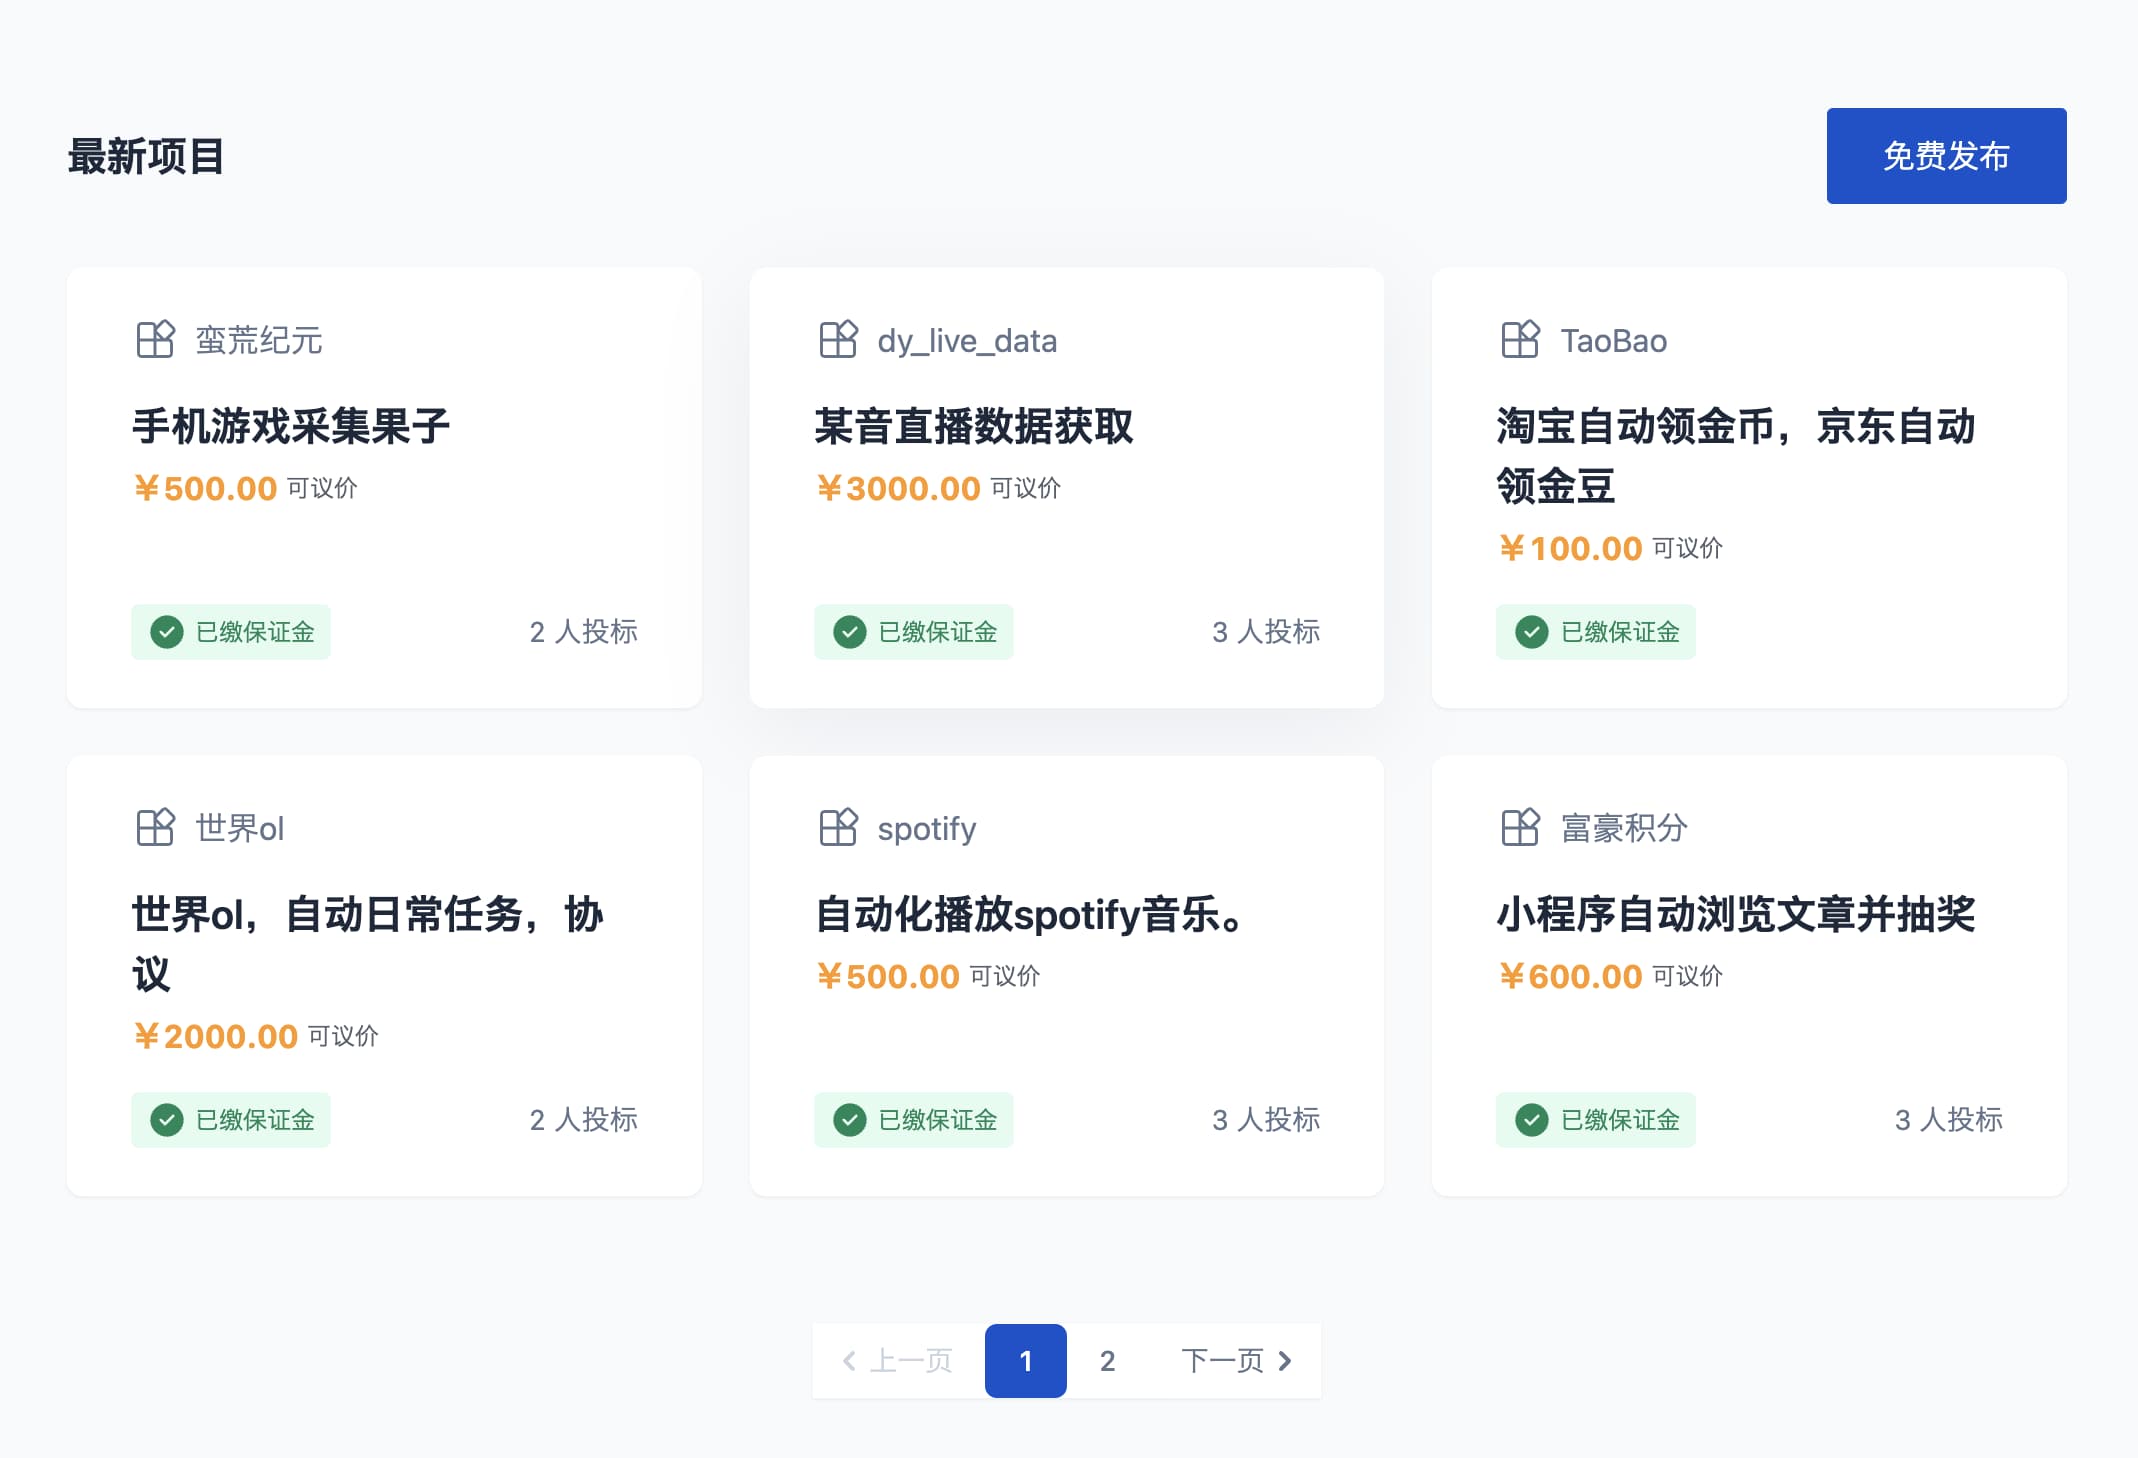 最新项目
免费发布
蛮荒纪元
手机游戏采集果子
￥500.00 可议价
已缴保证金
2 人投标
dy_live_data
某音直播数据获取
￥3000.00 可议价
已缴保证金
3 人投标
TaoBao
淘宝自动领金币，京东自动
领金豆
￥100.00 可议价
已缴保证金
世界ol
世界ol，自动日常任务，协
议
￥2000.00 可议价
已缴保证金
2 人投标
spotify
自动化播放spotify音乐。
￥500.00 可议价
已缴保证金
3 人投标
富豪积分
小程序自动浏览文章并抽奖
￥600.00 可议价
已缴保证金
3 人投标
上一页 1 2 下一页